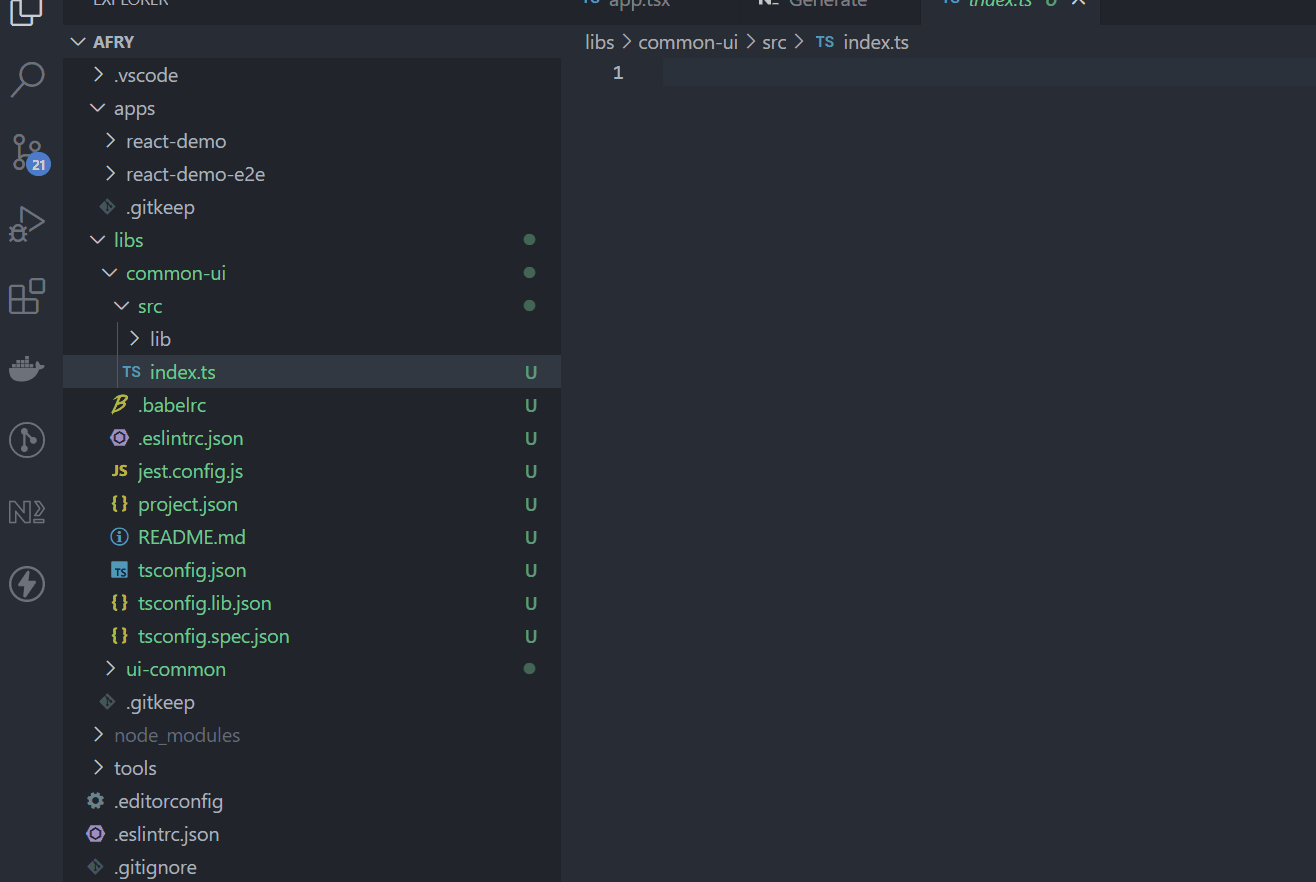 EXPLORER
app.tsx
Generate
index.ts U
AFRY
libs > common-ui > src > TS index.ts
1
.vscode
apps
react-demo
21
react-demo-e2e
.gitkeep
libs
common-ui
src
lib
TS index.ts U
.babelrc U
.eslintrc.json U
JS jest.config.js U
{} project.json U
README.md U
TS tsconfig.json U
{} tsconfig.lib.json U
{} tsconfig.spec.json U
ui-common
.gitkeep
node_modules
tools
.editorconfig
.eslintrc.json
.gitignore